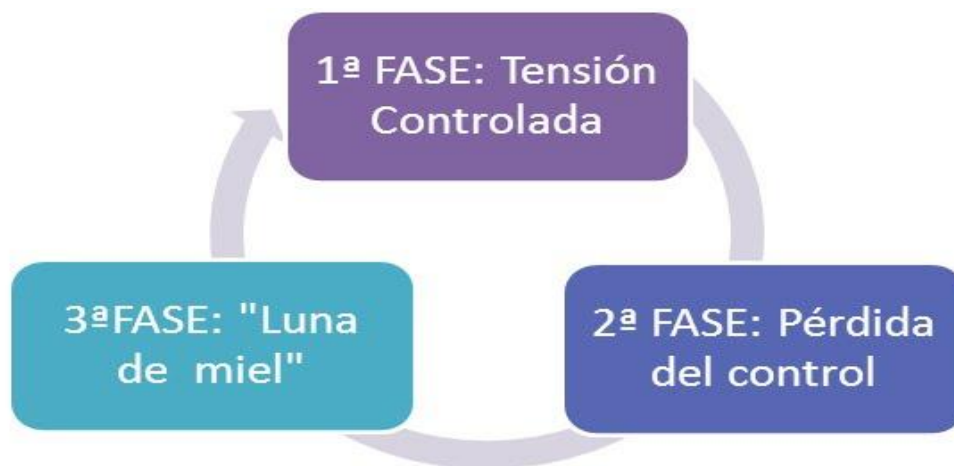 1ª FASE: Tensión
Controlada
2ª FASE: Pérdida
del control
3ªFASE: "Luna
de miel"